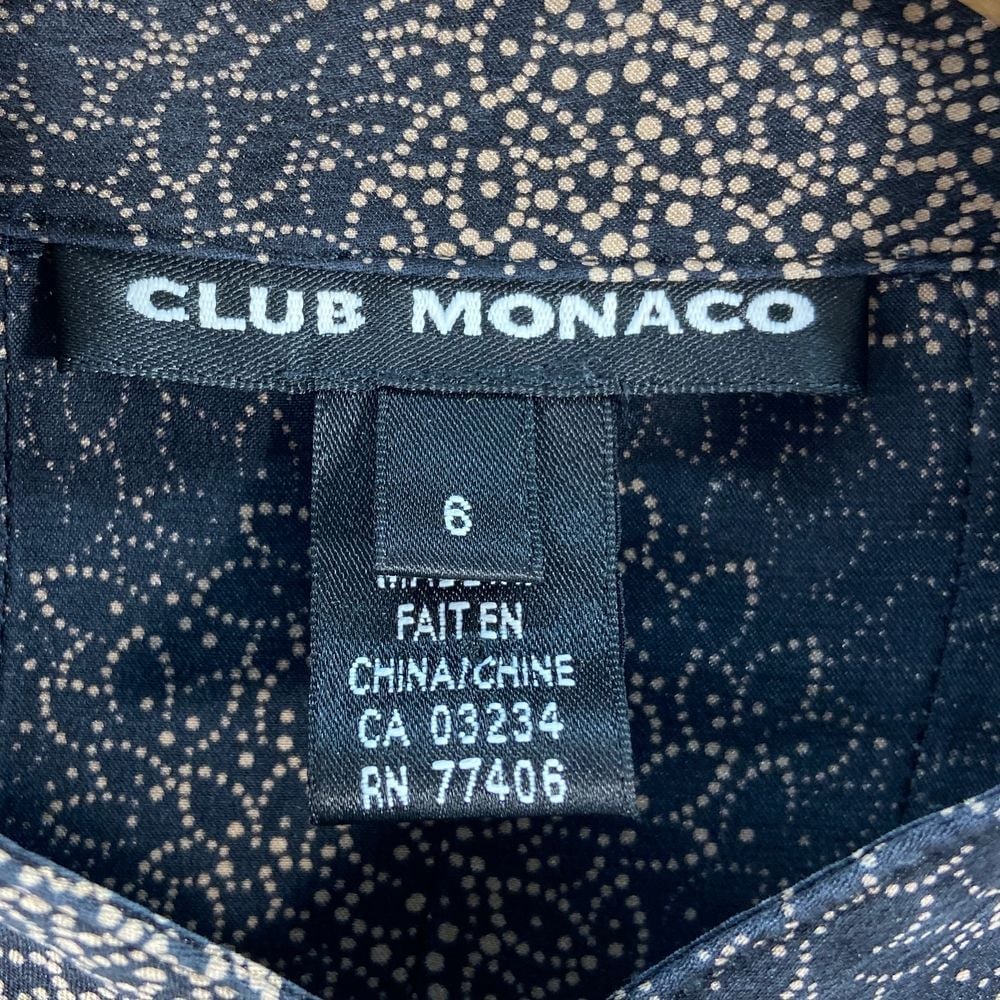 CLUB MONACO
6
FAIT EN
CHINA/CHINE
CA 03234
RN 77406